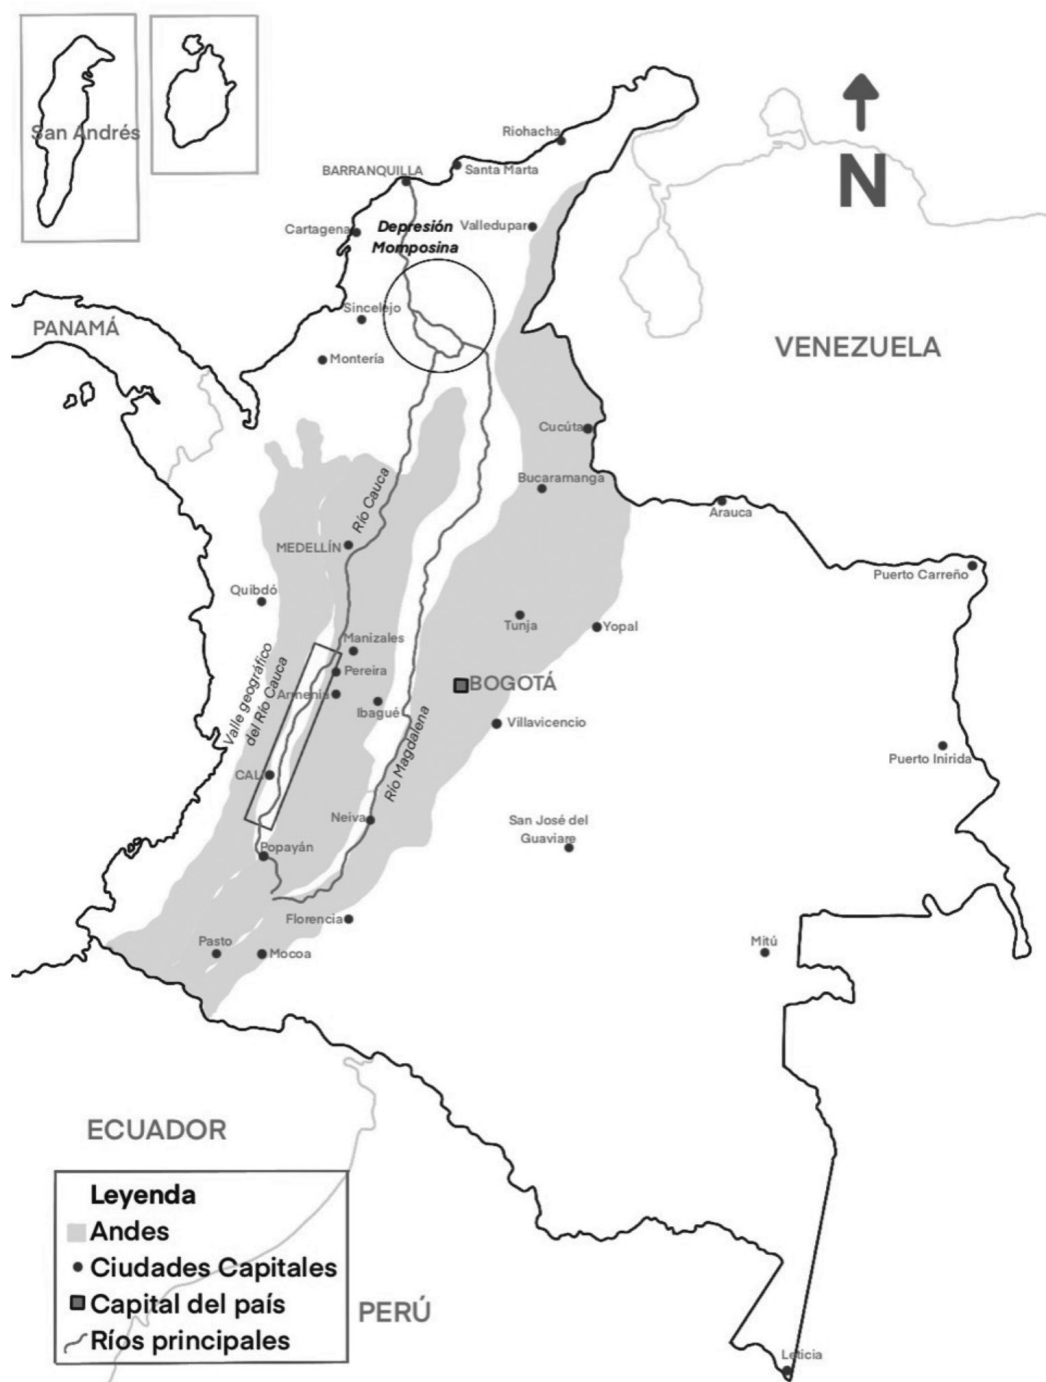 San Andrés
N
Riohacha
BARRANQUILLA
Santa Marta
Cartagena
Depresión
Momposina
Valledupar
Sincelejo
PANAMÁ
Montería
VENEZUELA
Cucúta
Bucaramanga
Río Cauca
Arauca
MEDELLÍN
Puerto Carreño
Quibdó
Tunja
Yopal
Manizales
Valle geográfico
del Río Cauca
Pereira
Armenia
BOGOTÁ
Ibagué
Villavicencio
Río Magdalena
Puerto Inirida
CALI
Neiva
San José del
Guaviare
Popayán
Florencia
Pasto
Mocoa
Mitú
ECUADOR
Leyenda
Andes
Ciudades Capitales
Capital del país
Ríos principales
PERÚ
Leticia